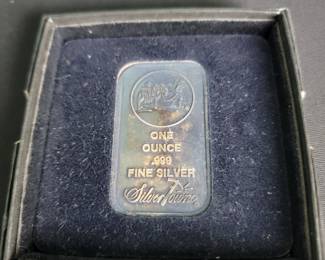 ONE
OUNCE
.999
FINE SILVER
SilverTowne